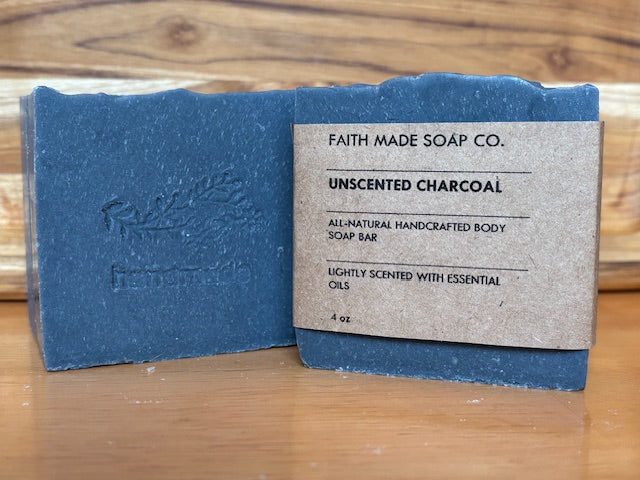 FAITH MADE SOAP CO.
UNSCENTED CHARCOAL
ALL-NATURAL HANDCRAFTED BODY
SOAP BAR
LIGHTLY SCENTED WITH ESSENTIAL
OILS
4 oz